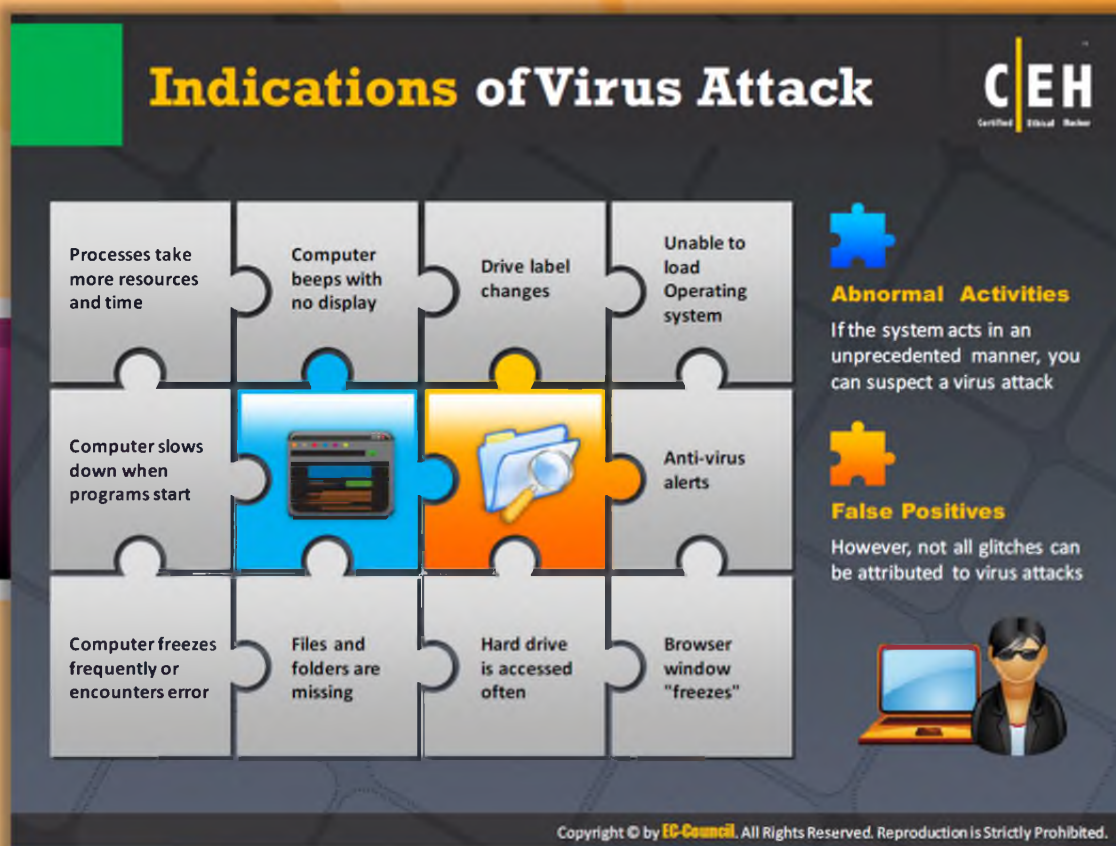 Indications of Virus Attack
C|EH
Certified Ethical Hacker
Processes take
more resources
and time
Computer
beeps with
no display
Drive label
changes
Unable to
load
Operating
system
Computer slows
down when
programs start
Anti-virus
alerts
Computer freezes
frequently or
encounters error
Files and
folders are
missing
Hard drive
is accessed
often
Browser
window
"freezes"
Abnormal Activities
If the system acts in an
unprecedented manner, you
can suspect a virus attack
False Positives
However, not all glitches can
be attributed to virus attacks
Copyright © by EC-Council. All Rights Reserved. Reproduction is Strictly Prohibited.